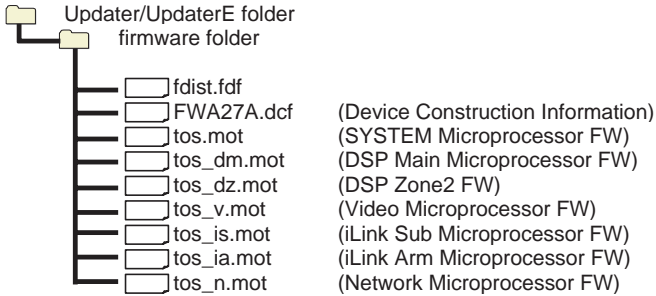 Updater/UpdaterE folder
firmware folder
fdist.fdf
FWA27A.dcf (Device Construction Information)
tos.mot (SYSTEM Microprocessor FW)
tos_dm.mot (DSP Main Microprocessor FW)
tos_dz.mot (DSP Zone2 FW)
tos_v.mot (Video Microprocessor FW)
tos_is.mot (iLink Sub Microprocessor FW)
tos_ia.mot (iLink Arm Microprocessor FW)
tos_n.mot (Network Microprocessor FW)